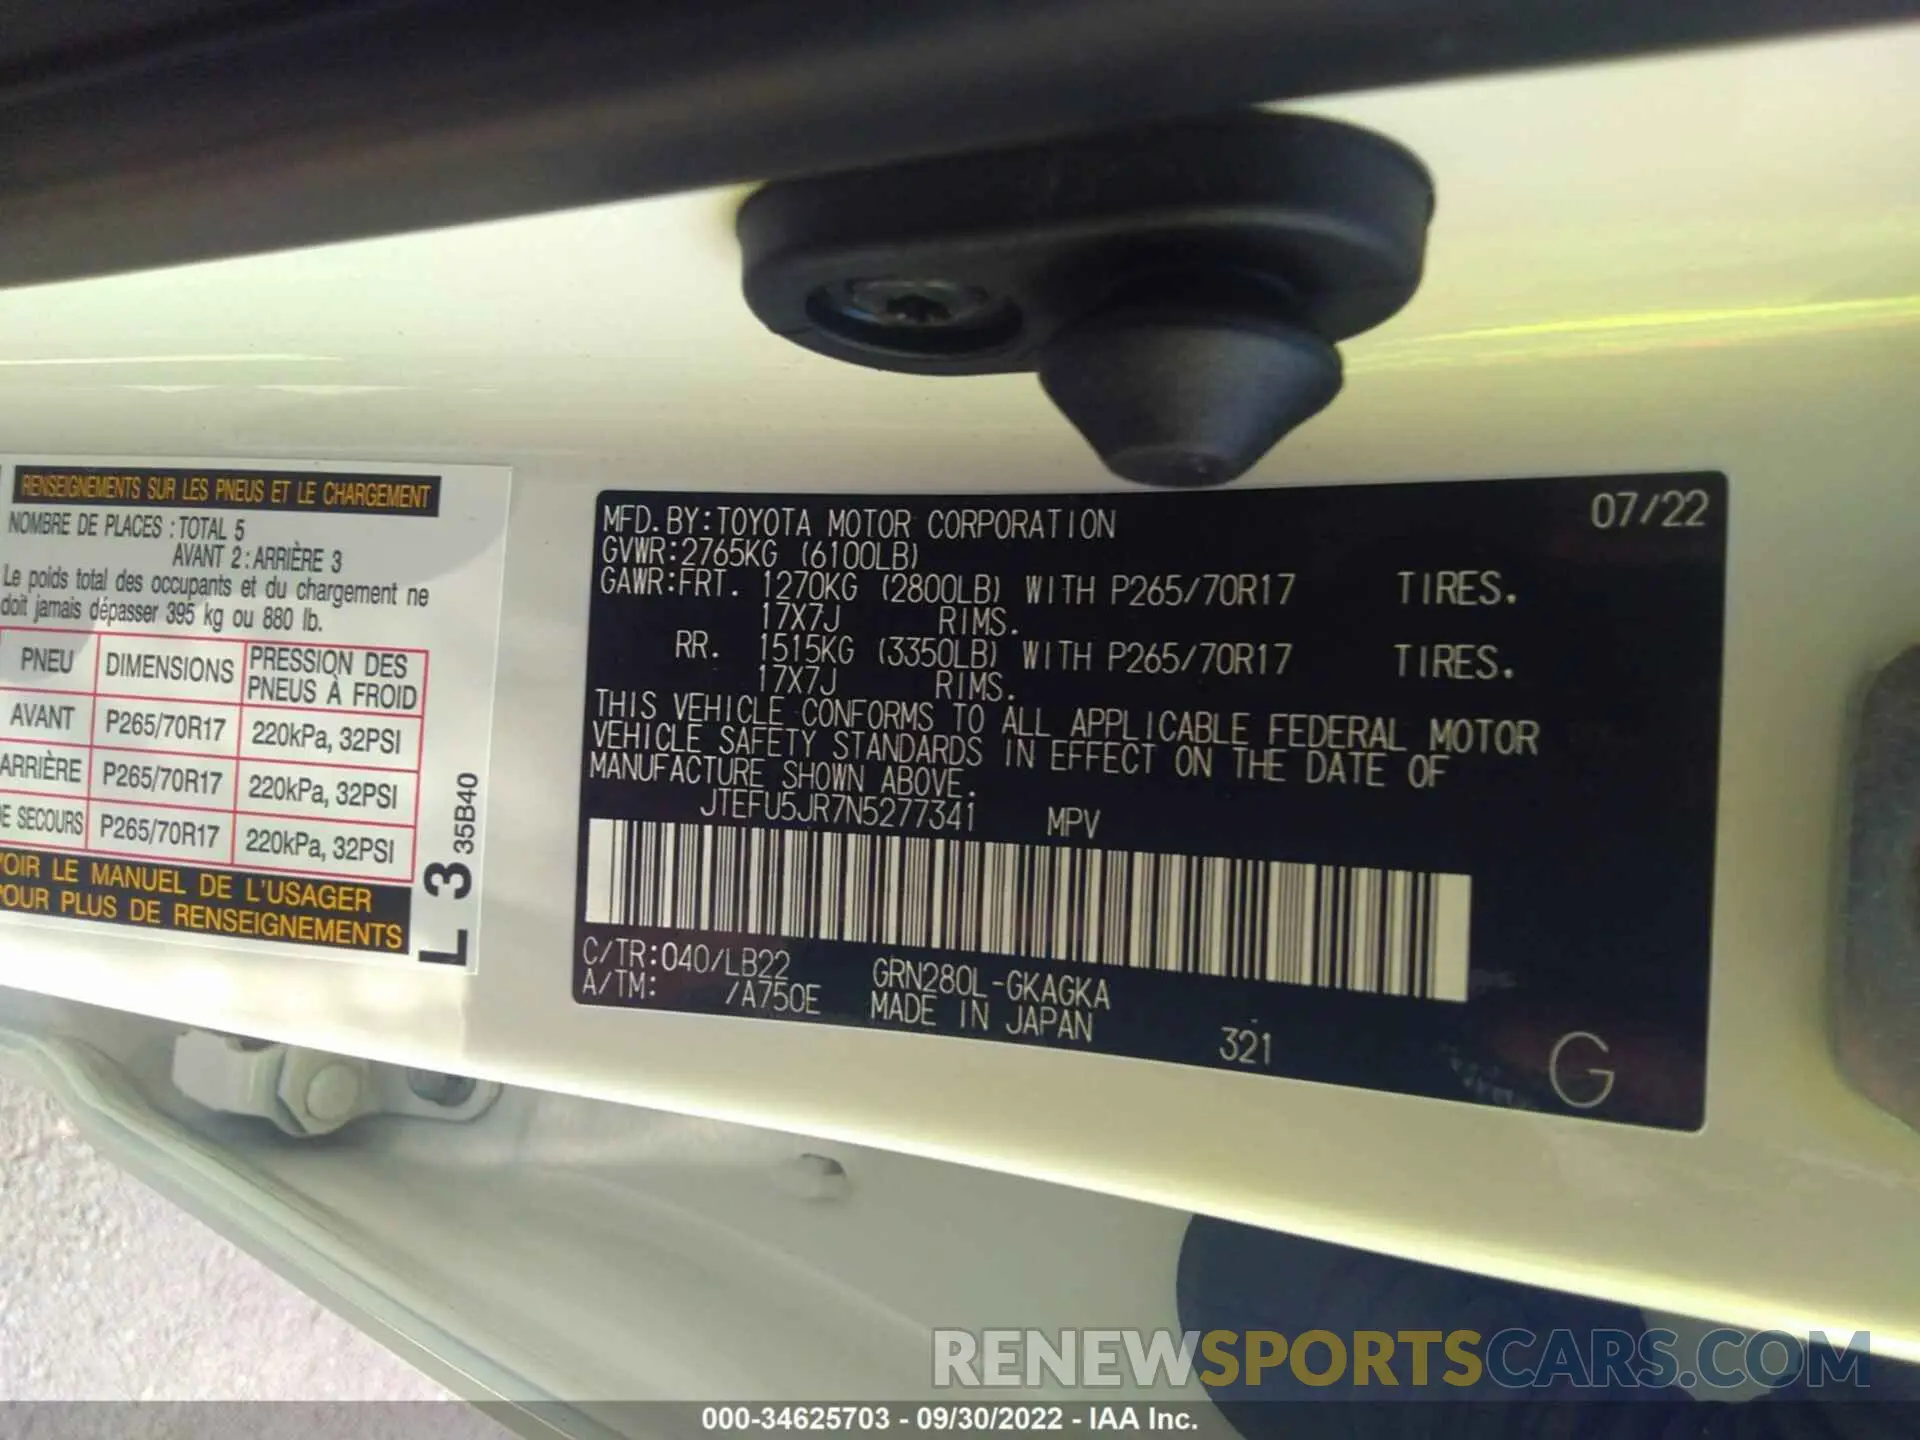 RENSEIGNEMENTS SUR LES PNEUS ET LE CHARGEMENT
NOMBRE DE PLACES : TOTAL 5
AVANT 2 : ARRIÈRE 3
Le poids total des occupants et du chargement ne
doit jamais dépasser 395 kg ou 880 lb.
PNEU DIMENSIONS PRESSION DES PNEUS À FROID
AVANT P265/70R17 220kPa, 32PSI
ARRIÈRE P265/70R17 220kPa, 32PSI
DE SECOURS P265/70R17 220kPa, 32PSI
VOIR LE MANUEL DE L'USAGER
POUR PLUS DE RENSEIGNEMENTS
L 3 35B40
07/22
MFD.BY:TOYOTA MOTOR CORPORATION
GVWR:2765KG (6100LB)
GAWR:FRT. 1270KG (2800LB) WITH P265/70R17 TIRES.
17X7J RIMS.
RR. 1515KG (3350LB) WITH P265/70R17 TIRES.
17X7J RIMS.
THIS VEHICLE CONFORMS TO ALL APPLICABLE FEDERAL MOTOR
VEHICLE SAFETY STANDARDS IN EFFECT ON THE DATE OF
MANUFACTURE SHOWN ABOVE.
JTEFU5JR7N5277341 MPV
C/TR:040/LB22 GRN280L-GKAGKA
A/TM: /A750E MADE IN JAPAN
321
G
RENEWSPORTSCARS.COM
000-34625703 - 09/30/2022 - IAA Inc.